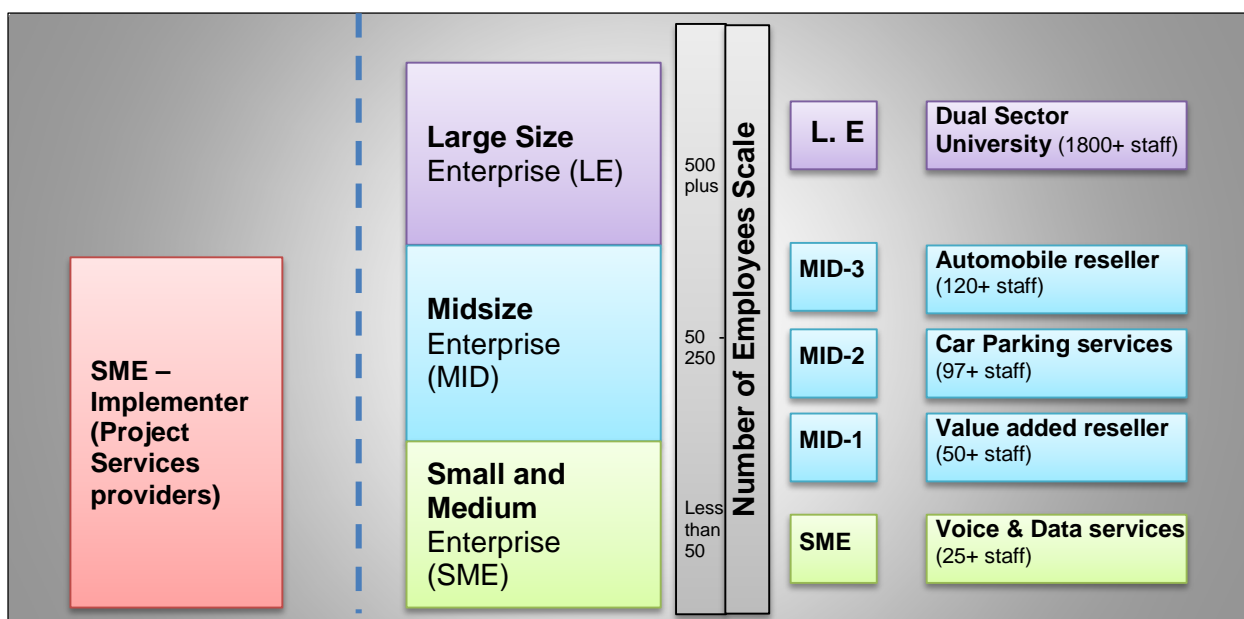 SME –
Implementer
(Project
Services
providers)
Large Size
Enterprise (LE)
Midsize
Enterprise
(MID)
Small and
Medium
Enterprise
(SME)
500
plus
50 -
250
Less
than
50
Number of Employees Scale
L. E
Dual Sector
University (1800+ staff)
MID-3
Automobile reseller
(120+ staff)
MID-2
Car Parking services
(97+ staff)
MID-1
Value added reseller
(50+ staff)
SME
Voice & Data services
(25+ staff)